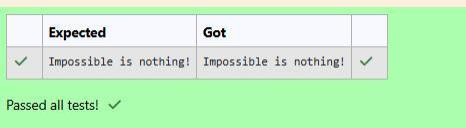 Expected Got
Impossible is nothing! Impossible is nothing!
Passed all tests!